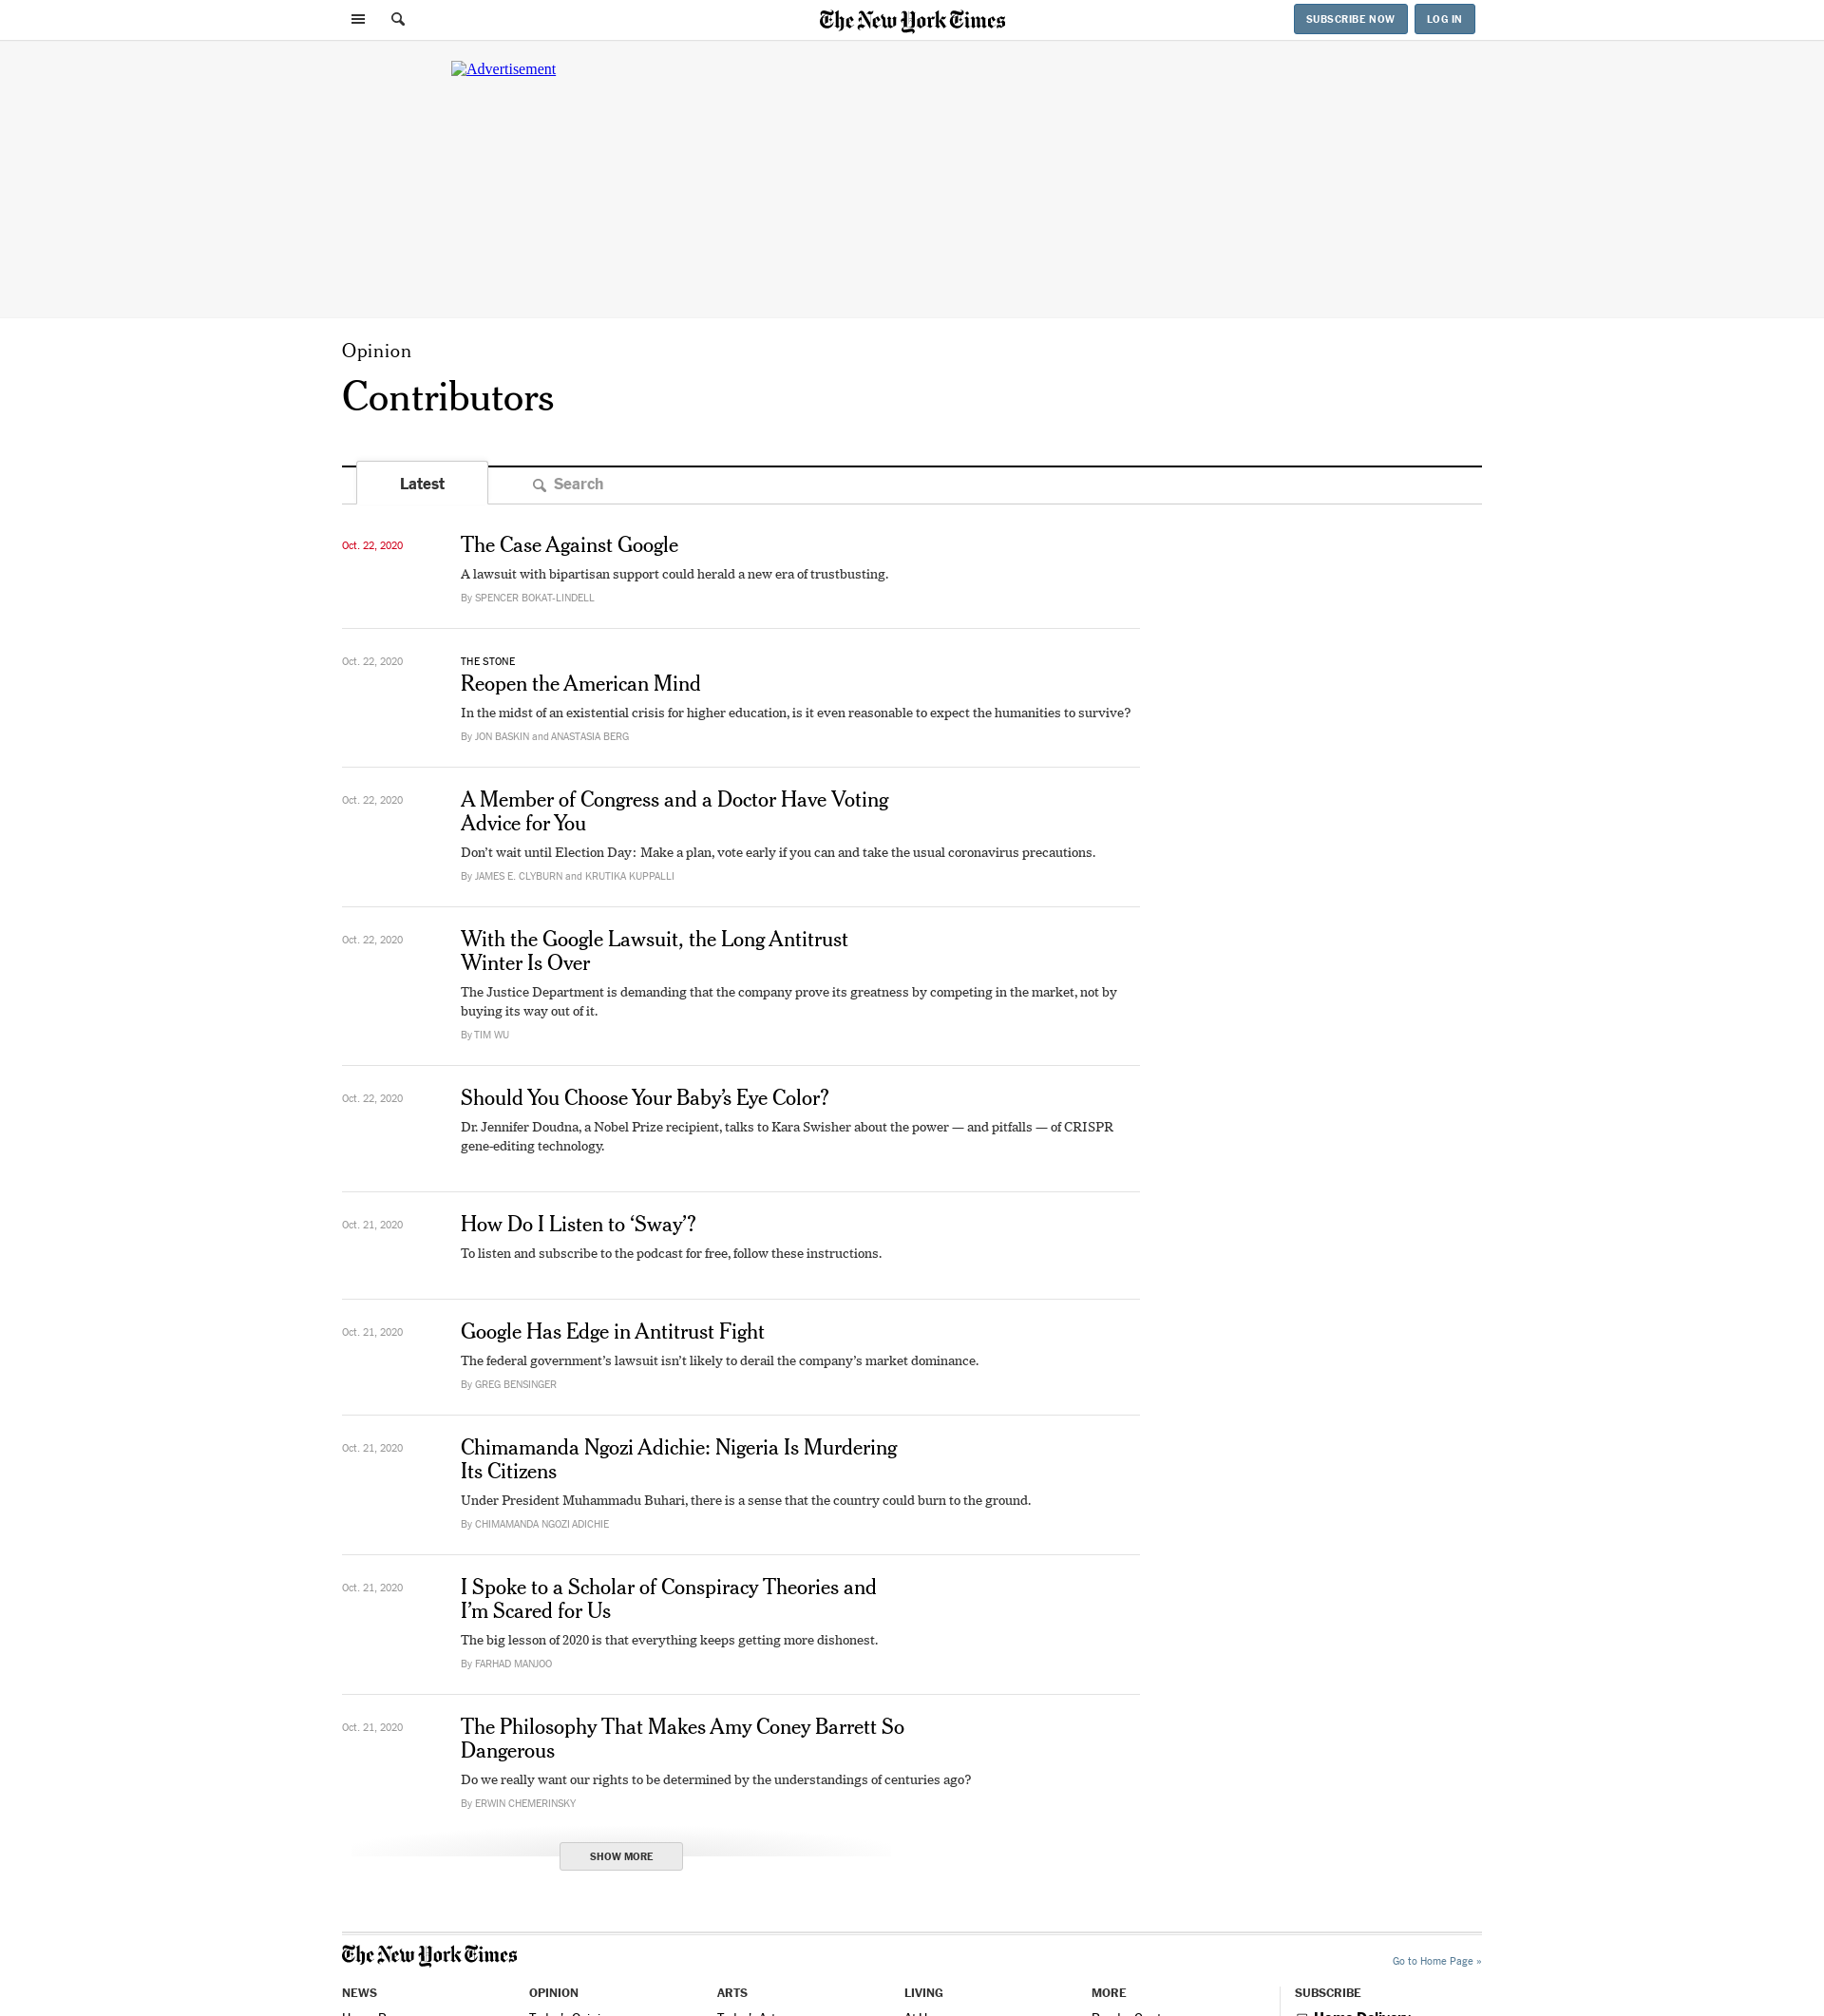 The New York Times
SUBSCRIBE NOW
LOG IN
Advertisement
Opinion
Contributors
Latest
Search
Oct. 22, 2020
The Case Against Google
A lawsuit with bipartisan support could herald a new era of trustbusting.
By SPENCER BOKAT-LINDELL
Oct. 22, 2020
THE STONE
Reopen the American Mind
In the midst of an existential crisis for higher education, is it even reasonable to expect the humanities to survive?
By JON BASKIN and ANASTASIA BERG
Oct. 22, 2020
A Member of Congress and a Doctor Have Voting
Advice for You
Don’t wait until Election Day: Make a plan, vote early if you can and take the usual coronavirus precautions.
By JAMES E. CLYBURN and KRUTIKA KUPPALLI
Oct. 22, 2020
With the Google Lawsuit, the Long Antitrust
Winter Is Over
The Justice Department is demanding that the company prove its greatness by competing in the market, not by
buying its way out of it.
By TIM WU
Oct. 22, 2020
Should You Choose Your Baby’s Eye Color?
Dr. Jennifer Doudna, a Nobel Prize recipient, talks to Kara Swisher about the power — and pitfalls — of CRISPR
gene-editing technology.
Oct. 21, 2020
How Do I Listen to ‘Sway’?
To listen and subscribe to the podcast for free, follow these instructions.
Oct. 21, 2020
Google Has Edge in Antitrust Fight
The federal government’s lawsuit isn’t likely to derail the company’s market dominance.
By GREG BENSINGER
Oct. 21, 2020
Chimamanda Ngozi Adichie: Nigeria Is Murdering
Its Citizens
Under President Muhammadu Buhari, there is a sense that the country could burn to the ground.
By CHIMAMANDA NGOZI ADICHIE
Oct. 21, 2020
I Spoke to a Scholar of Conspiracy Theories and
I’m Scared for Us
The big lesson of 2020 is that everything keeps getting more dishonest.
By FARHAD MANJOO
Oct. 21, 2020
The Philosophy That Makes Amy Coney Barrett So
Dangerous
Do we really want our rights to be determined by the understandings of centuries ago?
By ERWIN CHEMERINSKY
SHOW MORE
The New York Times
Go to Home Page »
NEWS
OPINION
ARTS
LIVING
MORE
SUBSCRIBE
Home Delivery